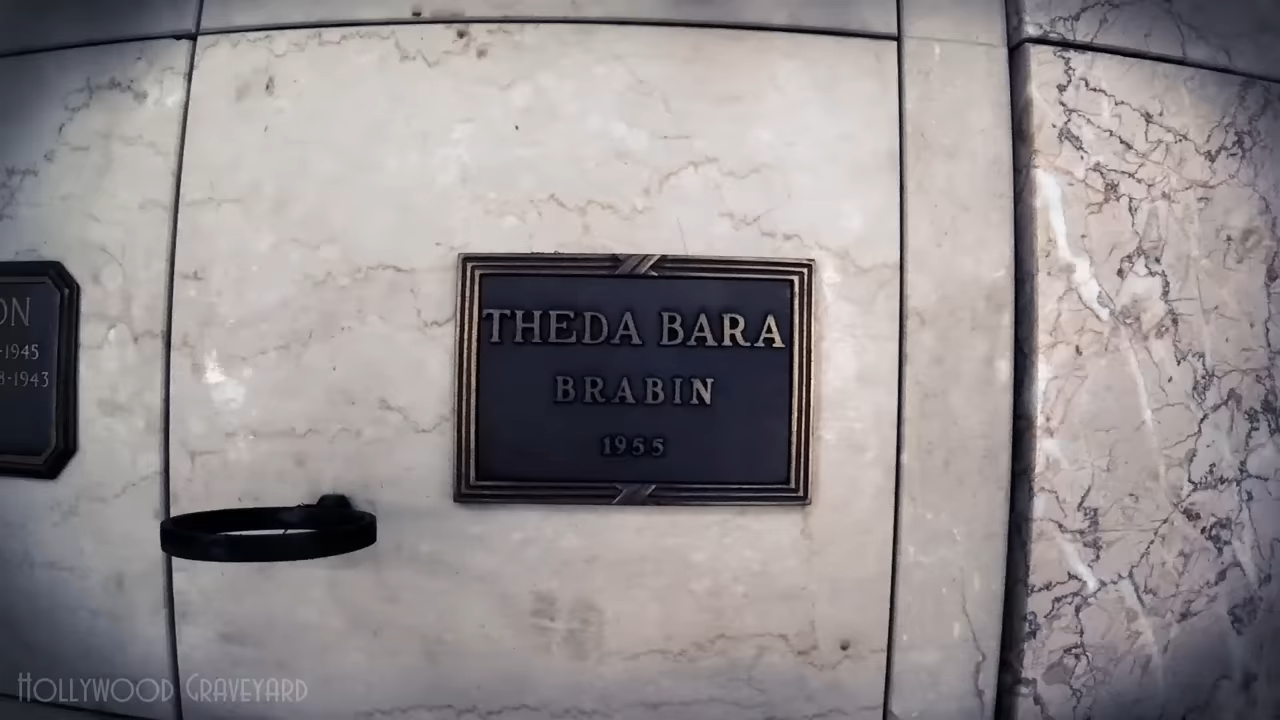 ON
-1945
8-1943
THEDA BARA
BRABIN
1955
HOLLYWOOD GRAVEYARD